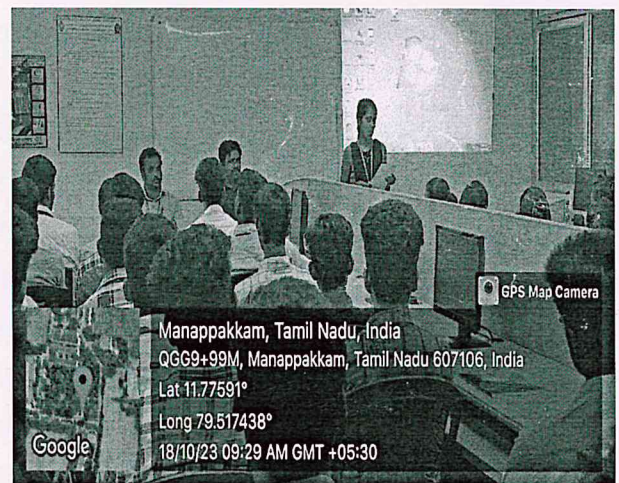 GPS Map Camera
Manappakkam, Tamil Nadu, India
QGG9+99M, Manappakkam, Tamil Nadu 607106, India
Lat 11.77591°
Long 79.517438°
18/10/23 09:29 AM GMT +05:30
Google